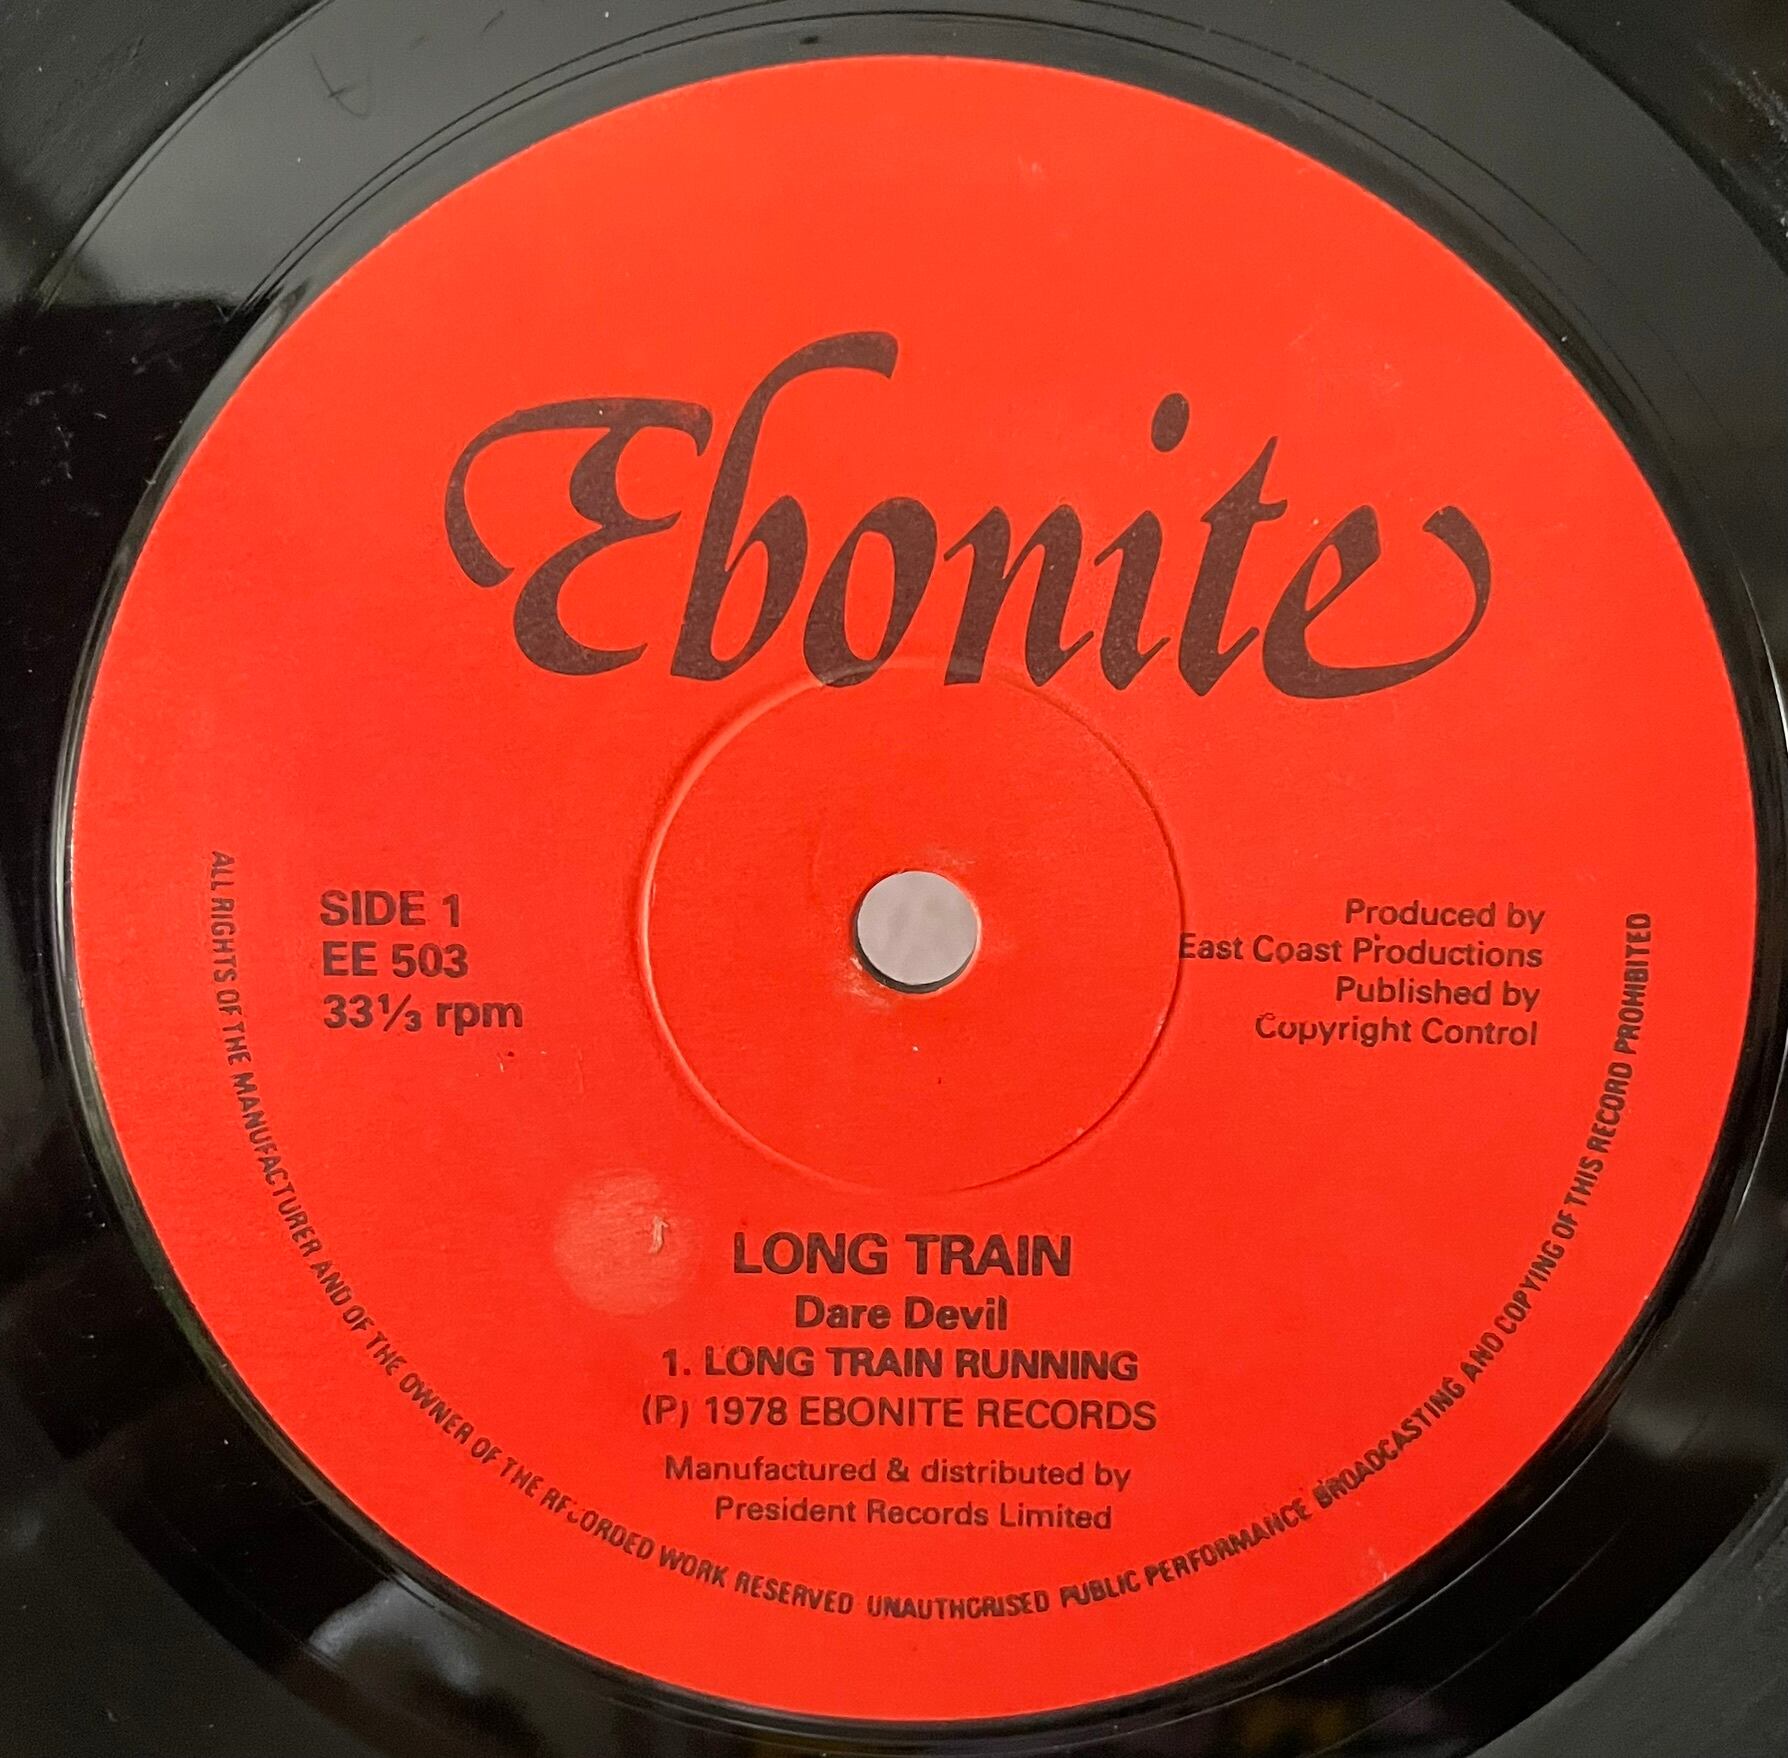 Ebonite
SIDE 1
EE 503
33⅓ rpm
Produced by
East Coast Productions
Published by
Copyright Control
LONG TRAIN
Dare Devil
1. LONG TRAIN RUNNING
(P) 1978 EBONITE RECORDS
Manufactured & distributed by
President Records Limited
ALL RIGHTS OF THE MANUFACTURER AND OF THE OWNER OF THE RECORDED WORK RESERVED UNAUTHORISED PUBLIC PERFORMANCE BROADCASTING AND COPYING OF THIS RECORD PROHIBITED